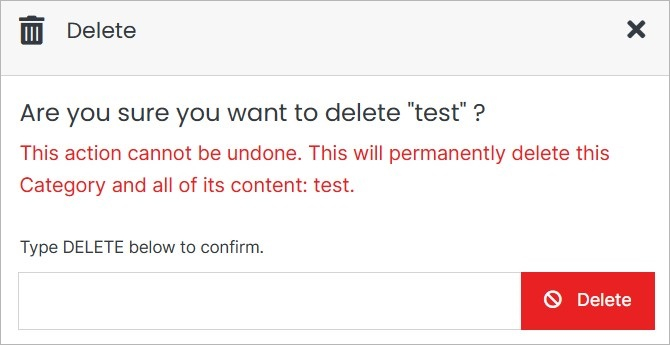 Delete
Are you sure you want to delete "test" ?
This action cannot be undone. This will permanently delete this
Category and all of its content: test.
Type DELETE below to confirm.
Delete